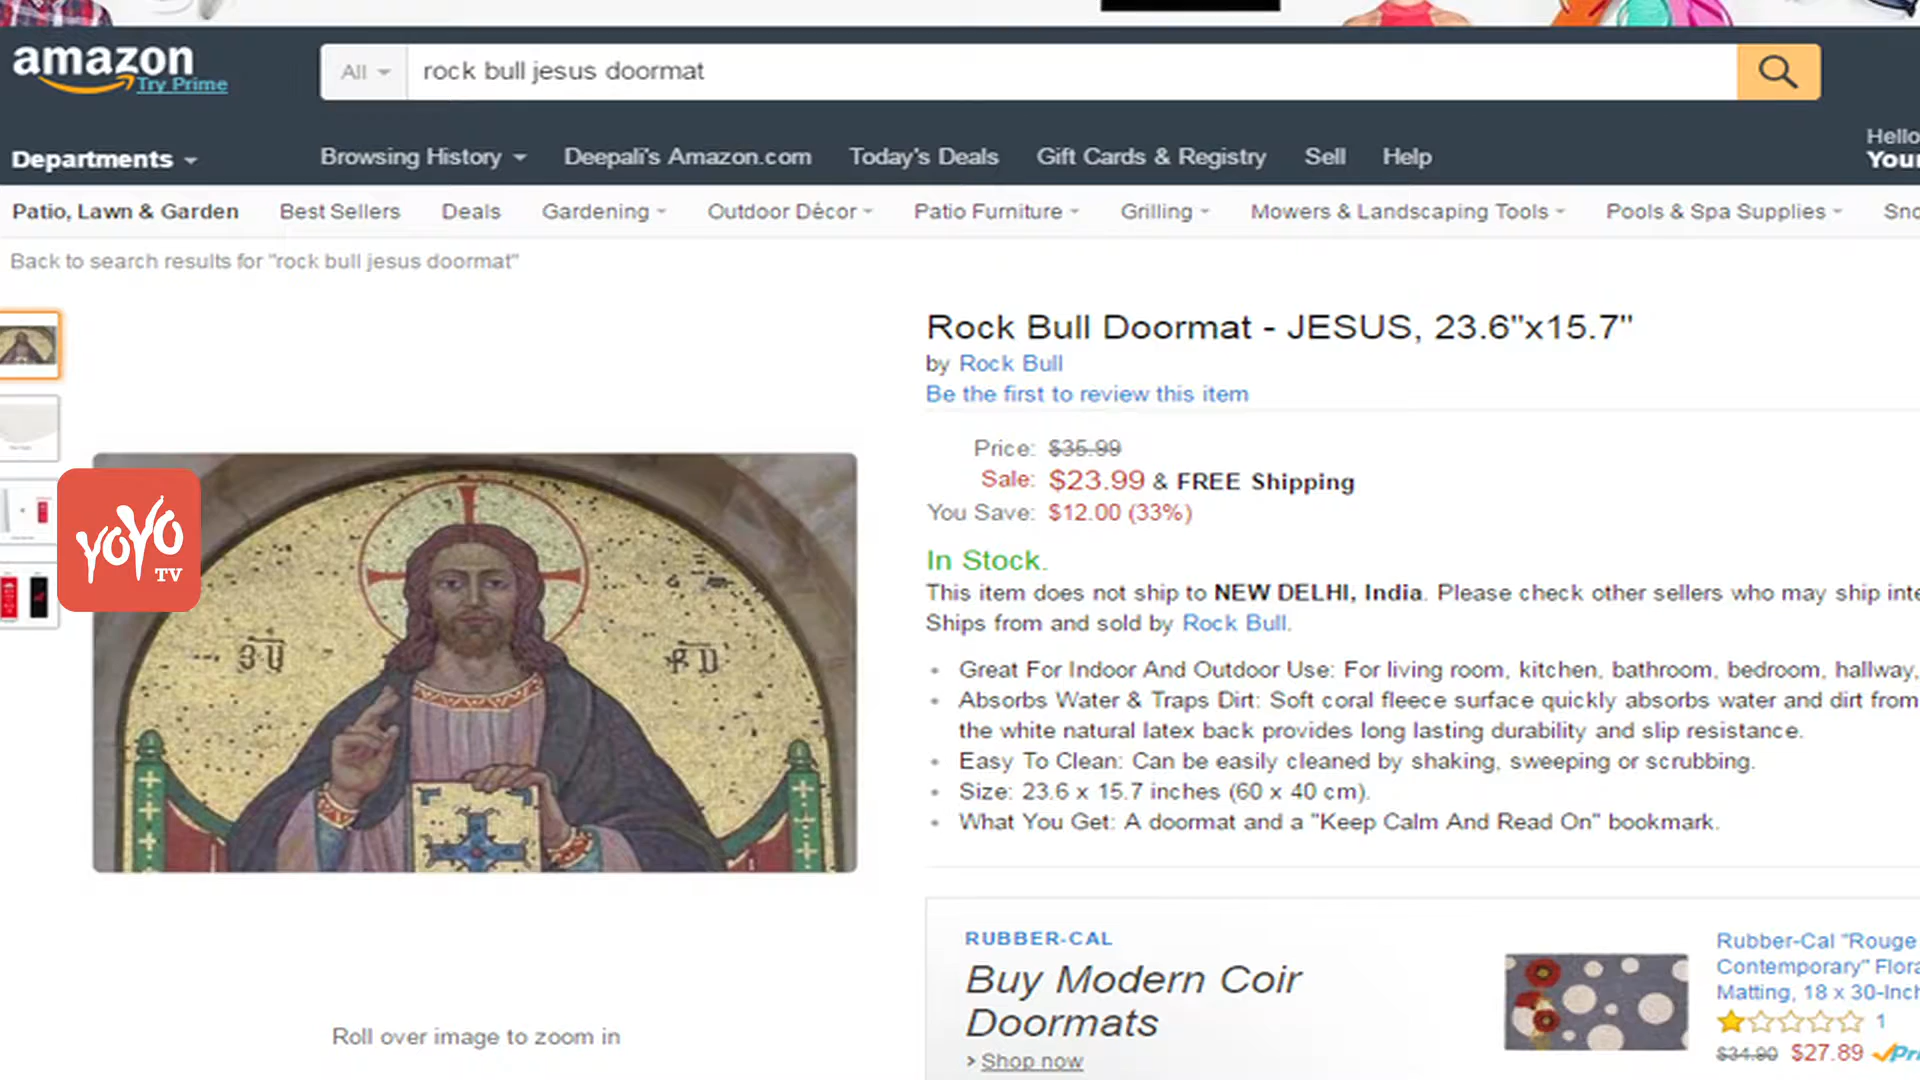 amazon
Try Prime
All
rock bull jesus doormat
Hello
Departments
Browsing History
Deepali's Amazon.com
Today's Deals
Gift Cards & Registry
Sell
Help
Patio, Lawn & Garden
Best Sellers
Deals
Gardening
Outdoor Décor
Patio Furniture
Grilling
Mowers & Landscaping Tools
Pools & Spa Supplies
Back to search results for "rock bull jesus doormat"
Rock Bull Doormat - JESUS, 23.6"x15.7"
by Rock Bull
Be the first to review this item
Price: $35.99
Sale: $23.99 & FREE Shipping
You Save: $12.00 (33%)
YOYO
TV
In Stock.
This item does not ship to NEW DELHI, India. Please check other sellers who may ship
Ships from and sold by Rock Bull.
Great For Indoor And Outdoor Use: For living room, kitchen, bathroom, bedroom, hallway,
Absorbs Water & Traps Dirt: Soft coral fleece surface quickly absorbs water and dirt from
the white natural latex back provides long lasting durability and slip resistance.
Easy To Clean: Can be easily cleaned by shaking, sweeping or scrubbing.
Size: 23.6 x 15.7 inches (60 x 40 cm).
What You Get: A doormat and a "Keep Calm And Read On" bookmark.
RUBBER-CAL
Buy Modern Coir
Doormats
> Shop now
Rubber-Cal "Rouge
Contemporary" Flora
Matting, 18 x 30-Inch
1
$34.90 $27.89
Roll over image to zoom in